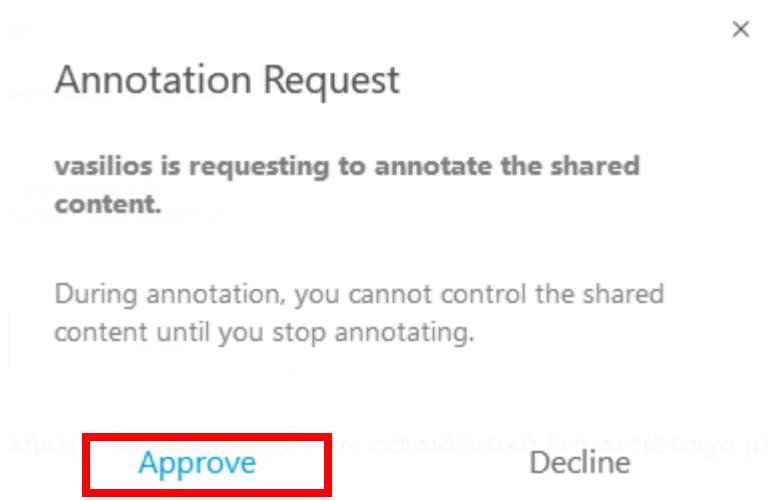 Annotation Request
vasilios is requesting to annotate the shared
content.
During annotation, you cannot control the shared
content until you stop annotating.
Approve
Decline